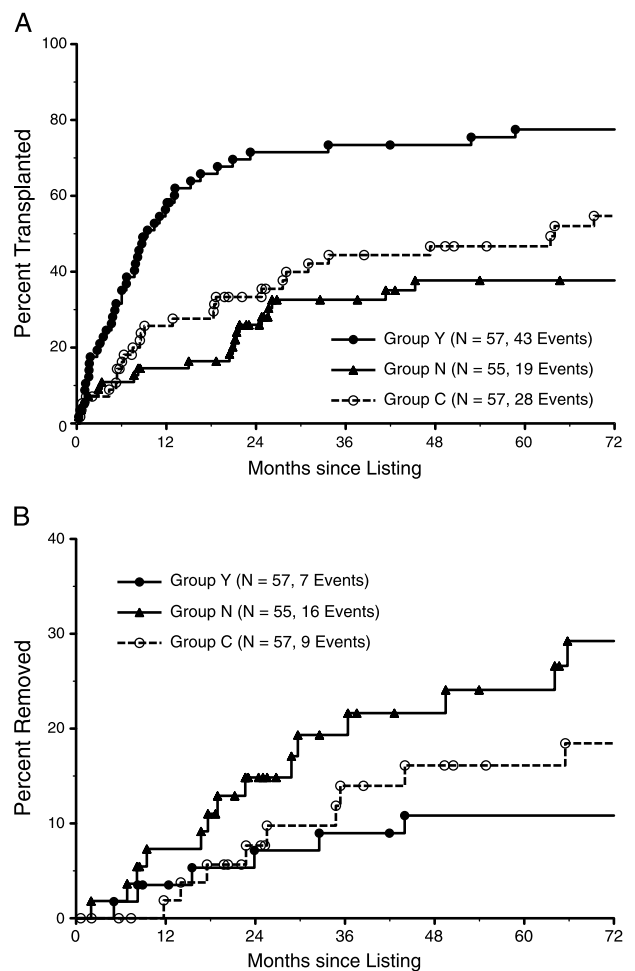 A
100
80
60
40
20
0
Percent Transplanted
Group Y (N = 57, 43 Events)
Group N (N = 55, 19 Events)
Group C (N = 57, 28 Events)
0 12 24 36 48 60 72
Months since Listing
B
40
30
20
10
0
Percent Removed
Group Y (N = 57, 7 Events)
Group N (N = 55, 16 Events)
Group C (N = 57, 9 Events)
0 12 24 36 48 60 72
Months since Listing